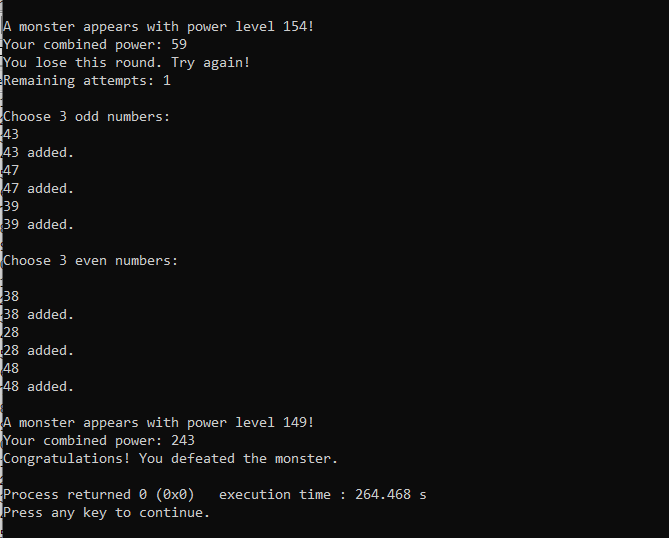 A monster appears with power level 154!
Your combined power: 59
You lose this round. Try again!
Remaining attempts: 1
Choose 3 odd numbers:
43
43 added.
47
47 added.
39
39 added.
Choose 3 even numbers:
38
38 added.
28
28 added.
48
48 added.
A monster appears with power level 149!
Your combined power: 243
Congratulations! You defeated the monster.
Process returned 0 (0x0)   execution time : 264.468 s
Press any key to continue.